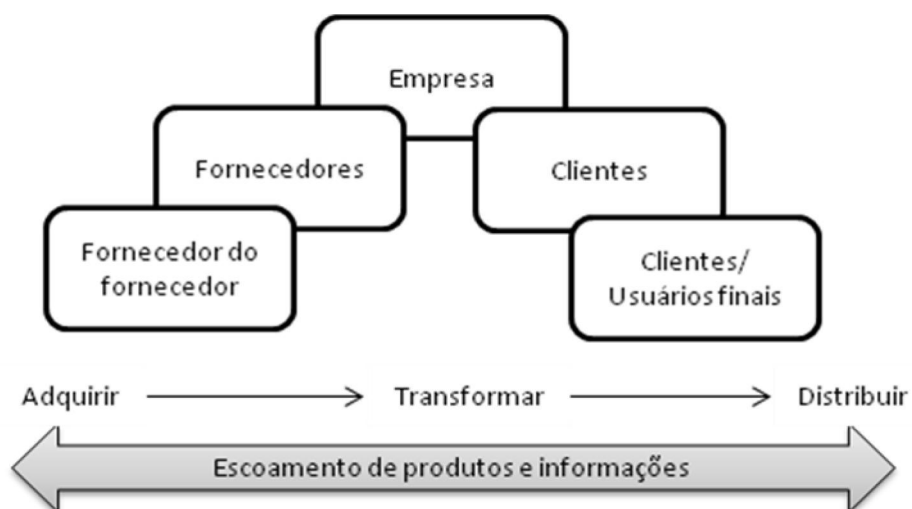 Empresa
Fornecedores
Clientes
Fornecedor do
fornecedor
Clientes/
Usuários finais
Adquirir
Transformar
Distribuir
Escoamento de produtos e informações